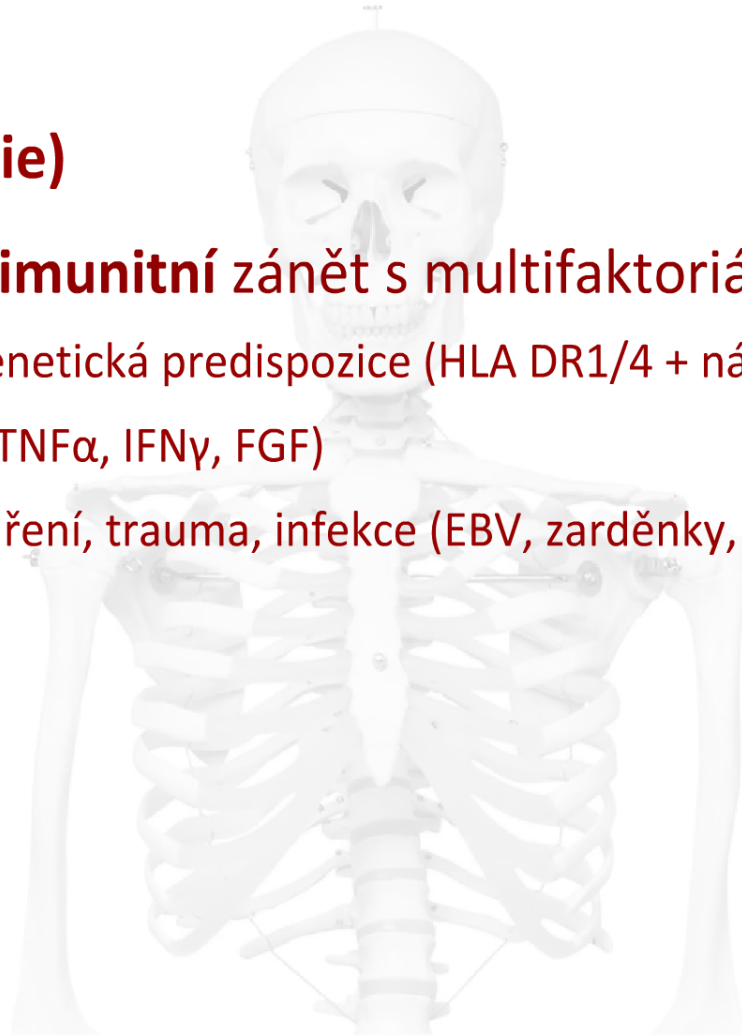 ie)
imunitní zánět s multifaktoriá
enetická predispozice (HLA DR1/4 + ná
TNFα, IFNγ, FGF)
ření, trauma, infekce (EBV, zarděnky,